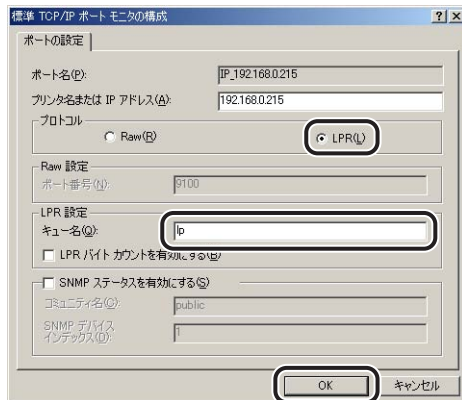 標準 TCP/IP ポート モニタの構成
ポートの設定
ポート名(P): IP_192.168.0.215
プリンタ名または IP アドレス(A): 192.168.0.215
プロトコル
Raw(R) LPR(L)
Raw 設定
ポート番号(N): 9100
LPR 設定
キュー名(Q): lp
LPR バイト カウントを有効にする(B)
SNMP ステータスを有効にする(S)
コミュニティ名(C): public
SNMP デバイス
インデックス(D): 1
OK キャンセル